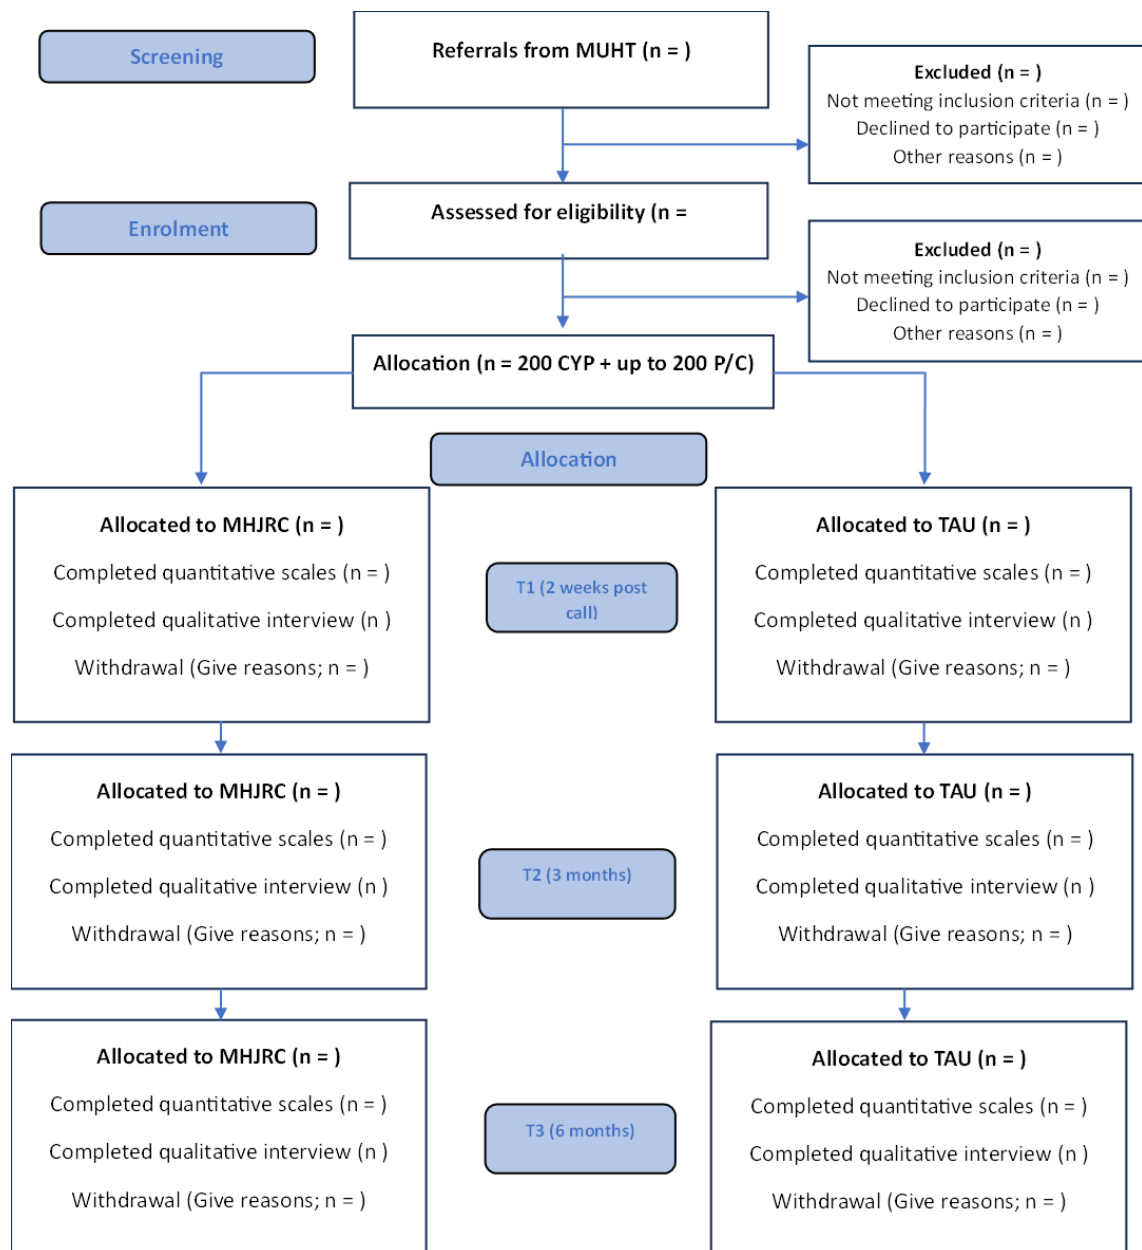 Screening
Referrals from MUHT (n = )
Excluded (n = )
Not meeting inclusion criteria (n = )
Declined to participate (n = )
Other reasons (n = )
Enrolment
Assessed for eligibility (n =
Excluded (n = )
Not meeting inclusion criteria (n = )
Declined to participate (n = )
Other reasons (n = )
Allocation (n = 200 CYP + up to 200 P/C)
Allocation
Allocated to MHJRC (n = )
Completed quantitative scales (n = )
Completed qualitative interview (n )
Withdrawal (Give reasons; n = )
T1 (2 weeks post
call)
Allocated to TAU (n = )
Completed quantitative scales (n = )
Completed qualitative interview (n )
Withdrawal (Give reasons; n = )
Allocated to MHJRC (n = )
Completed quantitative scales (n = )
Completed qualitative interview (n )
Withdrawal (Give reasons; n = )
T2 (3 months)
Allocated to TAU (n = )
Completed quantitative scales (n = )
Completed qualitative interview (n )
Withdrawal (Give reasons; n = )
Allocated to MHJRC (n = )
Completed quantitative scales (n = )
Completed qualitative interview (n )
Withdrawal (Give reasons; n = )
T3 (6 months)
Allocated to TAU (n = )
Completed quantitative scales (n = )
Completed qualitative interview (n )
Withdrawal (Give reasons; n = )